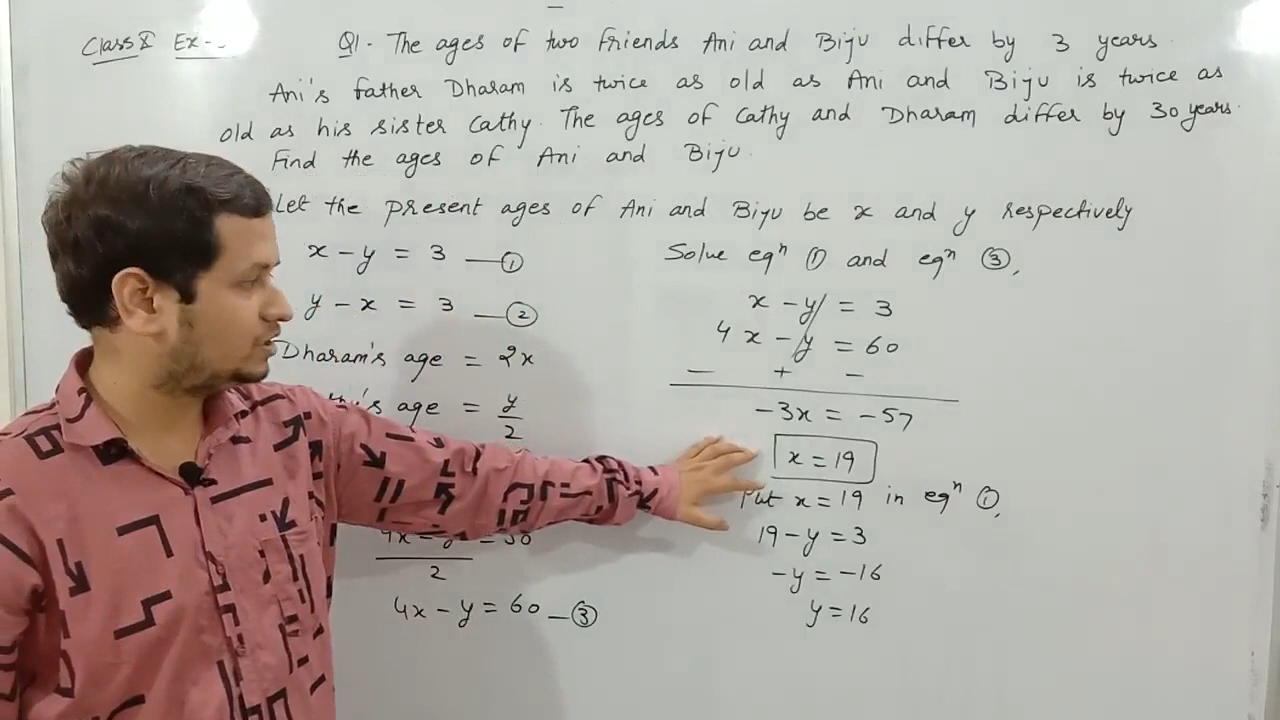 Class X Ex-
Q1. The ages of two friends Ani and Biju differ by 3 years.
Ani's father Dharam is twice as old as Ani and Biju is twice as
old as his sister Cathy. The ages of Cathy and Dharam differ by 30 years.
Find the ages of Ani and Biju.
Let the present ages of Ani and Biju be x and y respectively
x - y = 3 — ①
y - x = 3 — ②
Dharam's age = 2x
age = y/2
= 30
2
4x - y = 60 — ③
Solve eqⁿ ① and eqⁿ ③,
x - y = 3
4x - y = 60
- + -
-3x = -57
x = 19
Put x = 19 in eqⁿ ①,
19 - y = 3
-y = -16
y = 16